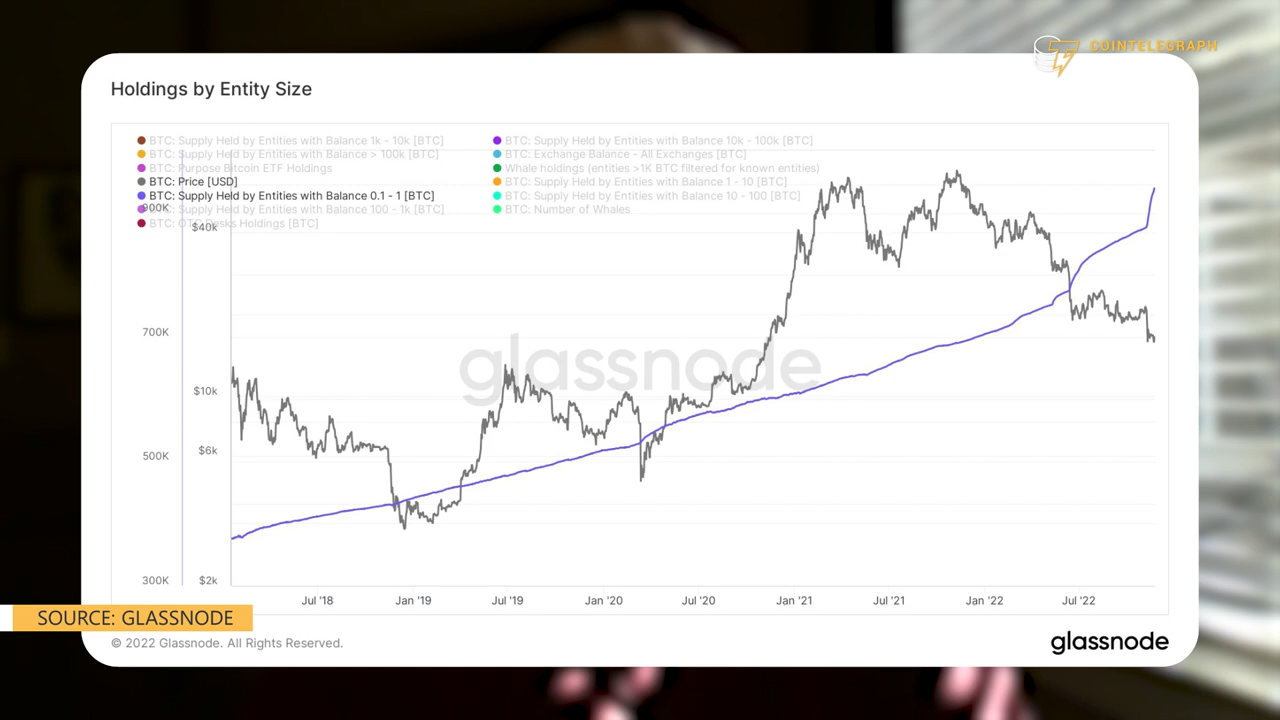 COINTELEGRAPH
Holdings by Entity Size
BTC: Supply Held by Entities with Balance 1k - 10k [BTC]
BTC: Supply Held by Entities with Balance 10k - 100k [BTC]
BTC: Supply Held by Entities with Balance > 100k [BTC]
BTC: Exchange Balance - All Exchanges [BTC]
BTC: Purpose Bitcoin ETF Holdings
Whale holdings (entities >1K BTC filtered for known entities)
BTC: Price [USD]
BTC: Supply Held by Entities with Balance 1 - 10 [BTC]
BTC: Supply Held by Entities with Balance 0.1 - 1 [BTC]
BTC: Supply Held by Entities with Balance 10 - 100 [BTC]
900K
BTC: Supply Held by Entities with Balance 100 - 1k [BTC]
BTC: Number of Whales
BTC: OTC Desks Holdings [BTC]
$40k
glassnode
700K
$10k
500K
$6k
300K
$2k
Jul '18
Jan '19
Jul '19
Jan '20
Jul '20
Jan '21
Jul '21
Jan '22
Jul '22
SOURCE: GLASSNODE
© 2022 Glassnode. All Rights Reserved.
glassnode